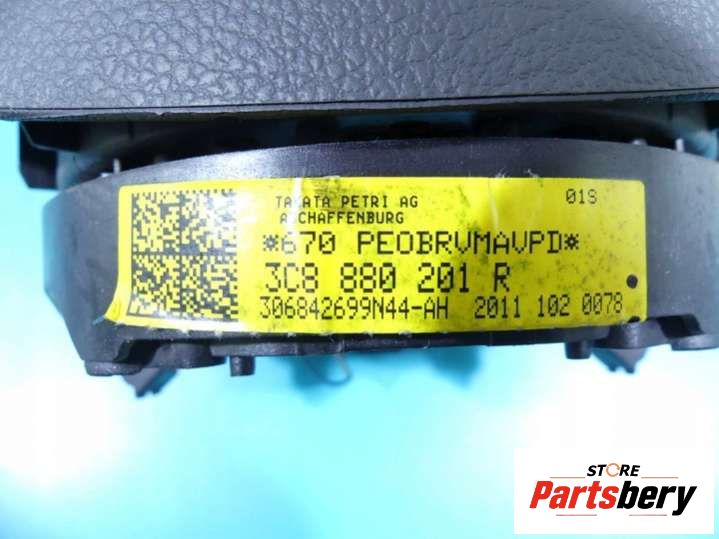 TAKATA PETRI AG
ASCHAFFENBURG
01S
*670 PEOBRVMAVPD*
3C8 880 201 R
306842699N44-AH 2011 102 0078
STORE
Partsbery